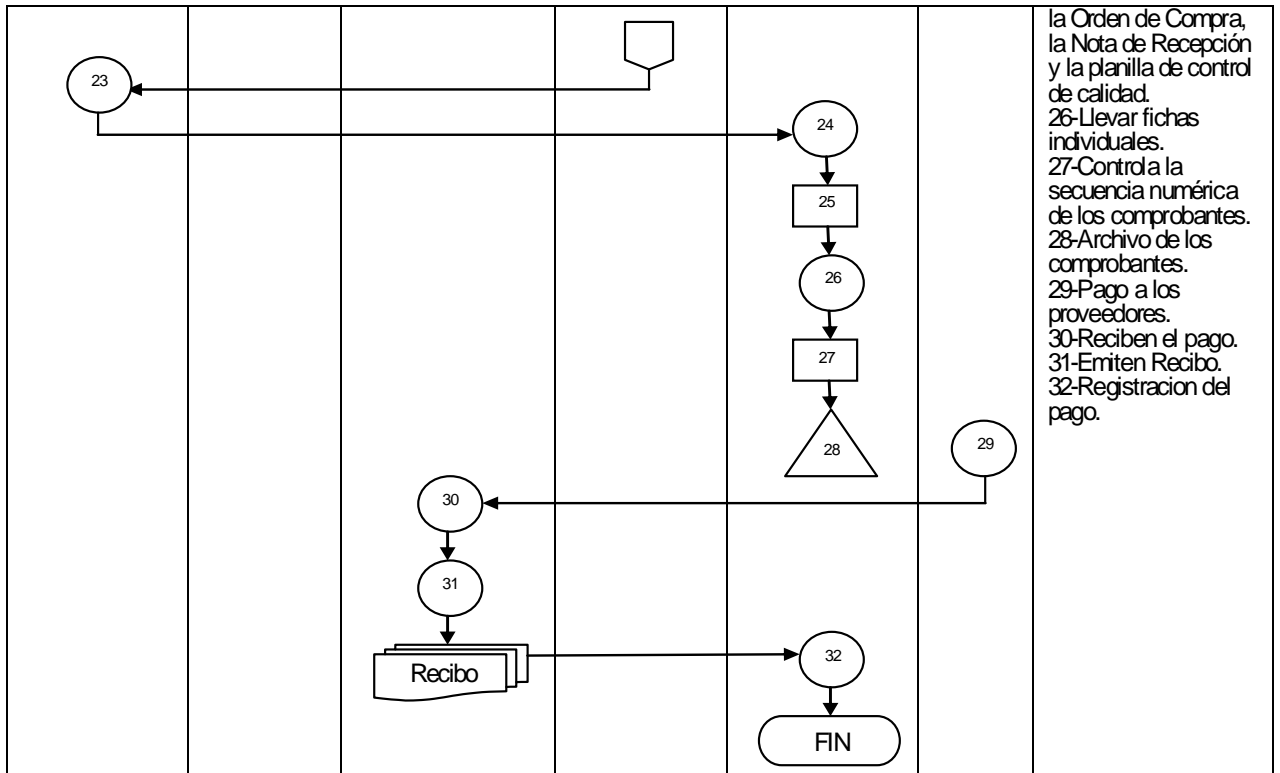 23
24
25
26
27
28
29
30
31
Recibo
32
FIN
la Orden de Compra,
la Nota de Recepción
y la planilla de control
de calidad.
26-Llevar fichas
individuales.
27-Controla la
secuencia numérica
de los comprobantes.
28-Archivo de los
comprobantes.
29-Pago a los
proveedores.
30-Reciben el pago.
31-Emiten Recibo.
32-Registracion del
pago.